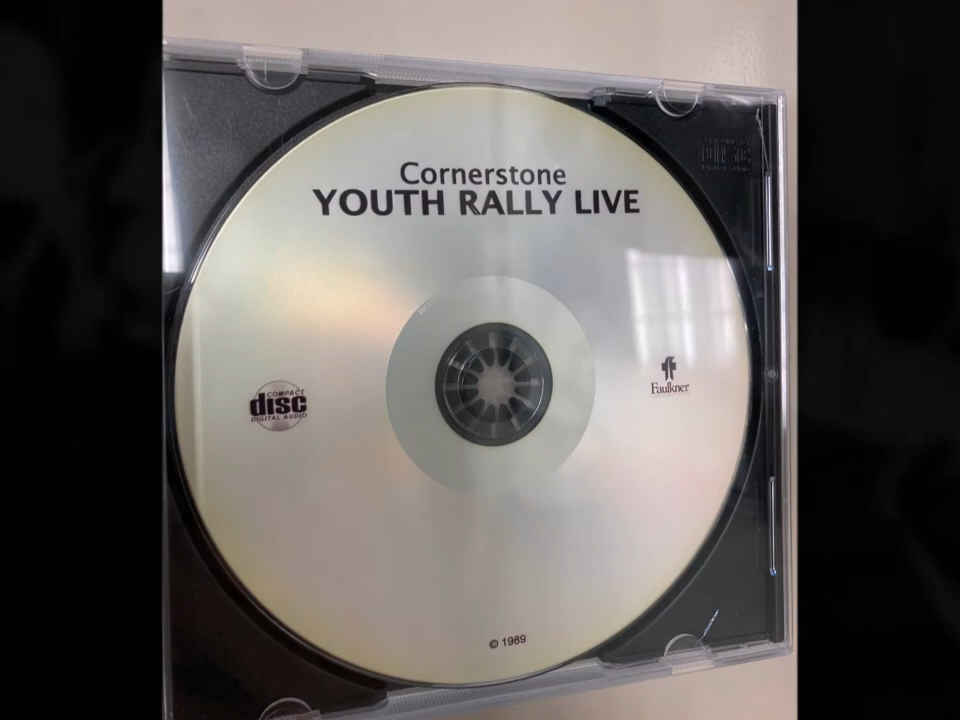 Cornerstone
YOUTH RALLY LIVE
COMPACT
disc
DIGITAL AUDIO
Faulkner
© 1989